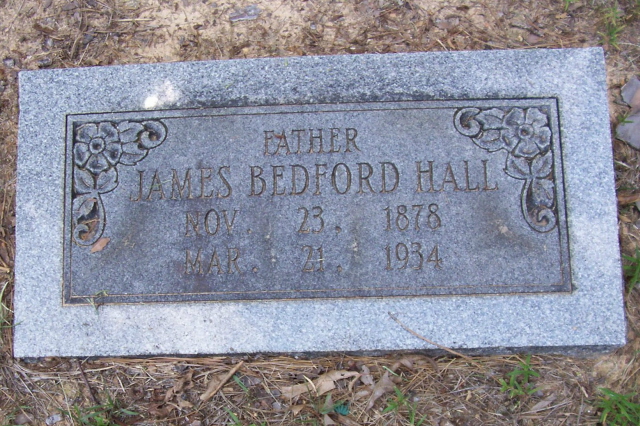 FATHER
JAMES BEDFORD HALL
NOV. 23. 1878
MAR. 21. 1934